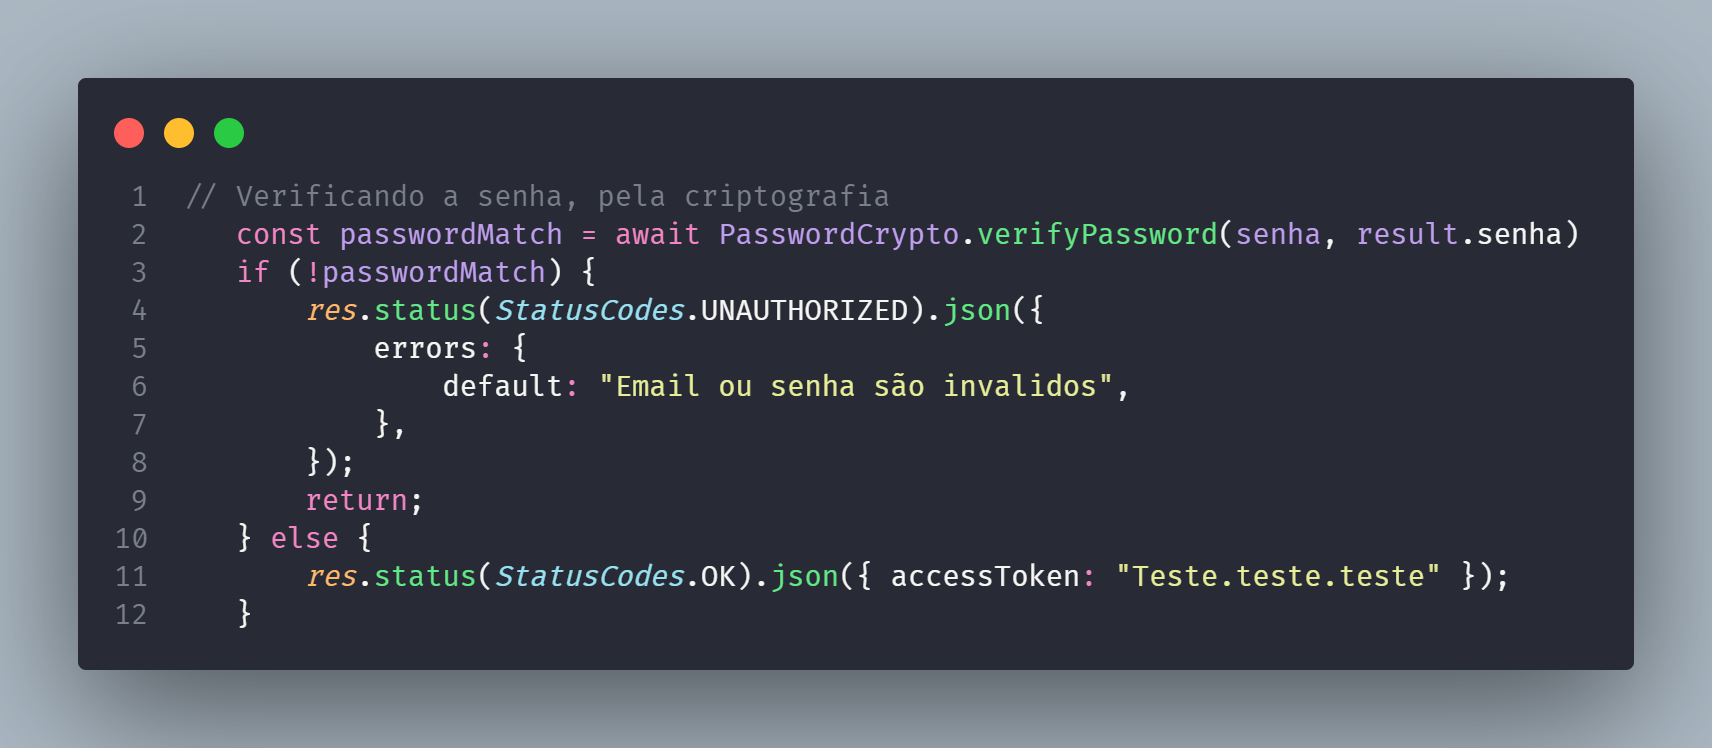 1 // Verificando a senha, pela criptografia
2 const passwordMatch = await PasswordCrypto.verifyPassword(senha, result.senha)
3 if (!passwordMatch) {
4 res.status(StatusCodes.UNAUTHORIZED).json({
5 errors: {
6 default: "Email ou senha são invalidos",
7 },
8 });
9 return;
10 } else {
11 res.status(StatusCodes.OK).json({ accessToken: "Teste.teste.teste" });
12 }